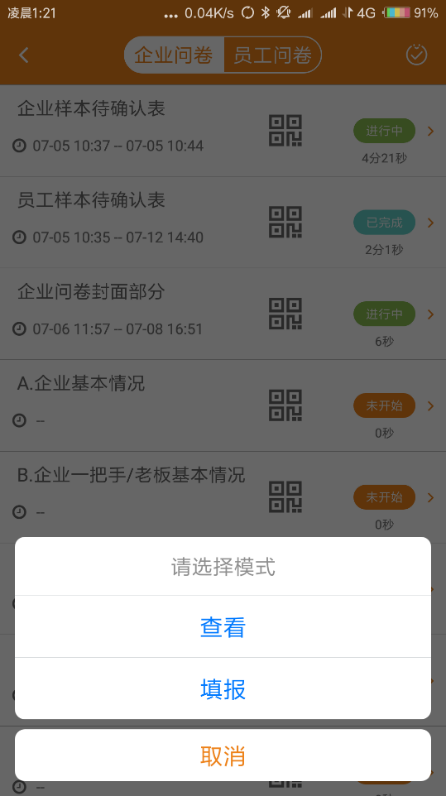 凌晨1:21
... 0.04K/s 4G 91%
企业问卷 员工问卷
企业样本待确认表
进行中
07-05 10:37 -- 07-05 10:44
4分21秒
员工样本待确认表
已完成
07-05 10:35 -- 07-12 14:40
2分1秒
企业问卷封面部分
进行中
07-06 11:57 -- 07-08 16:51
6秒
A.企业基本情况
未开始
--
0秒
B.企业一把手/老板基本情况
未开始
--
0秒
请选择模式
查看
填报
取消
--